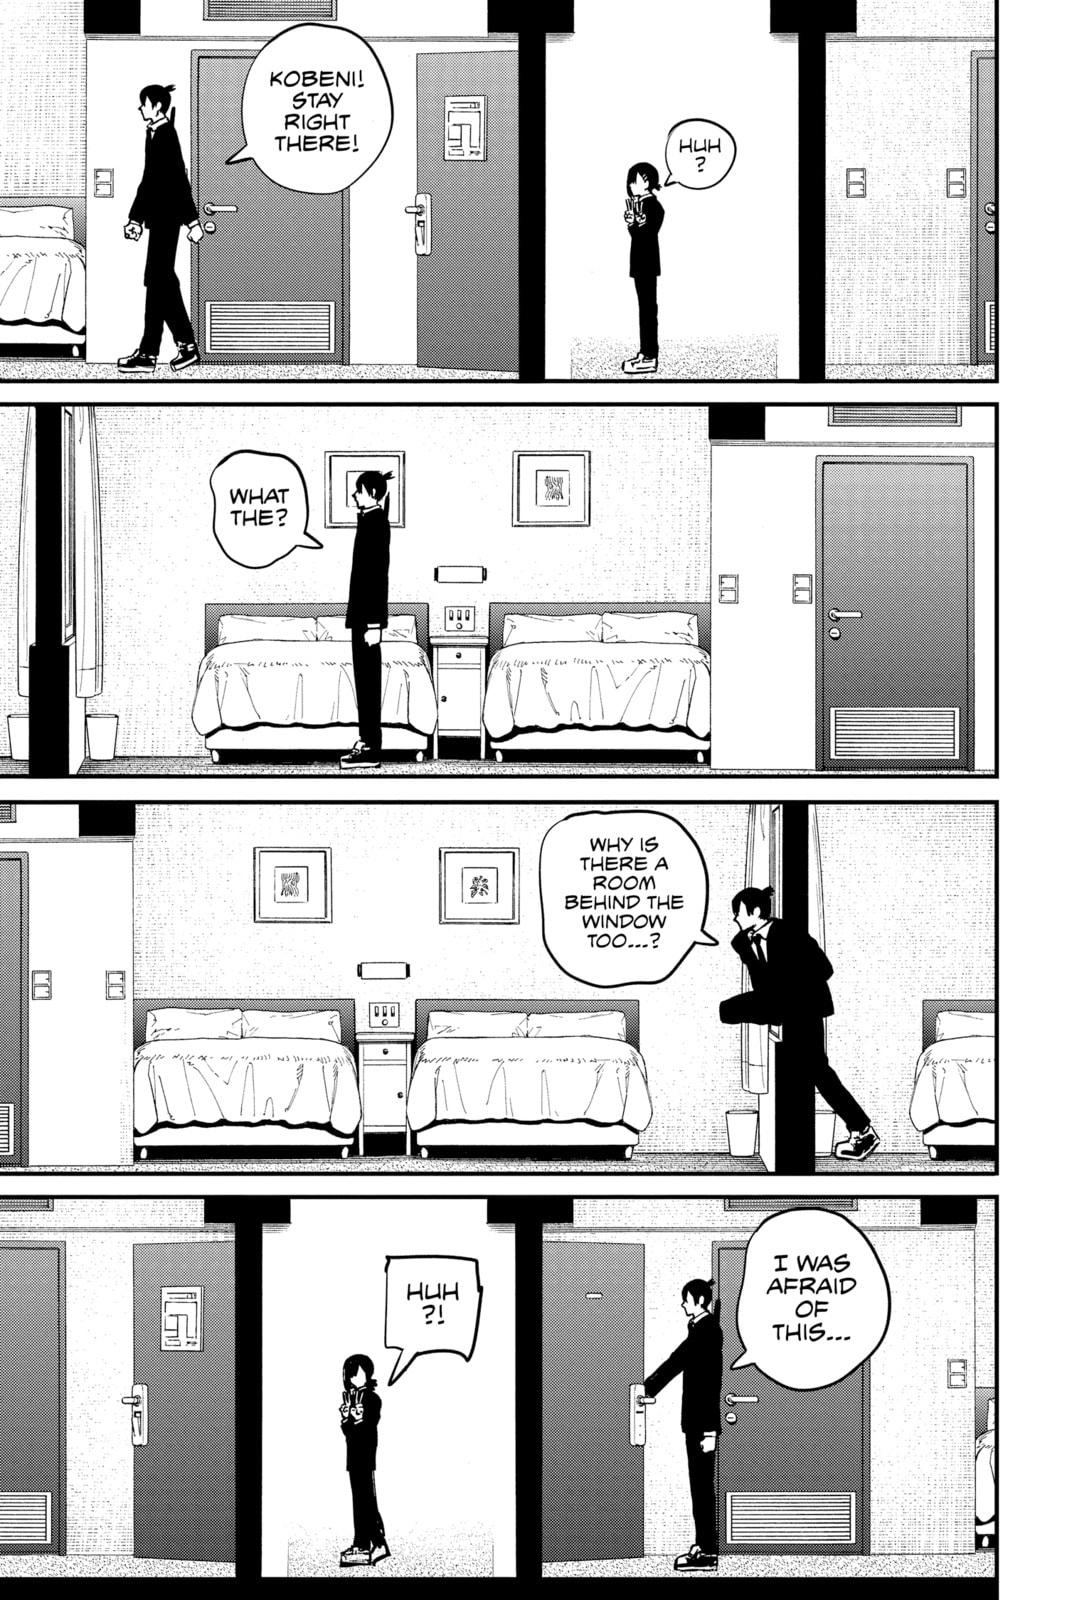 KOBENI!
STAY
RIGHT
THERE!
HUH
?
WHAT
THE?
WHY IS
THERE A
ROOM
BEHIND THE
WINDOW
TOO...?
HUH
?!
I WAS
AFRAID
OF
THIS...